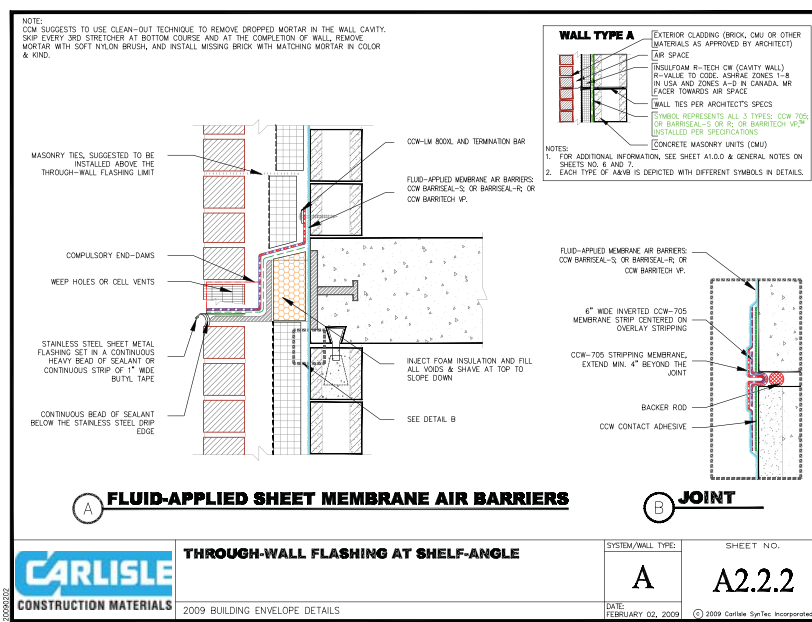 NOTE:
CCM SUGGESTS TO USE CLEAN-OUT TECHNIQUE TO REMOVE DROPPED MORTAR IN THE WALL CAVITY.
SKIP EVERY 3RD STRETCHER AT BOTTOM COURSE AND AT THE COMPLETION OF WALL, REMOVE
MORTAR WITH SOFT NYLON BRUSH, AND INSTALL MISSING BRICK WITH MATCHING MORTAR IN COLOR
& KIND.
WALL TYPE A
EXTERIOR CLADDING (BRICK, CMU OR OTHER
MATERIALS AS APPROVED BY ARCHITECT)
AIR SPACE
INSULFOAM R-TECH CW (CAVITY WALL)
R-VALUE TO CODE. ASHRAE ZONES 1-8
IN USA AND ZONES A-D IN CANADA. MR
FACER TOWARDS AIR SPACE
WALL TIES PER ARCHITECT'S SPECS
SYMBOL REPRESENTS ALL 3 TYPES: CCW 705;
OR BARRISEAL-S OR R; OR BARRITECH VP.™
INSTALLED PER SPECIFICATIONS
CONCRETE MASONRY UNITS (CMU)
NOTES:
1. FOR ADDITIONAL INFORMATION, SEE SHEET A1.0.0 & GENERAL NOTES ON
SHEETS NO. 6 AND 7.
2. EACH TYPE OF A&VB IS DEPICTED WITH DIFFERENT SYMBOLS IN DETAILS.
MASONRY TIES, SUGGESTED TO BE
INSTALLED ABOVE THE
THROUGH-WALL FLASHING LIMIT
COMPULSORY END-DAMS
WEEP HOLES OR CELL VENTS
STAINLESS STEEL SHEET METAL
FLASHING SET IN A CONTINUOUS
HEAVY BEAD OF SEALANT OR
CONTINUOUS STRIP OF 1" WIDE
BUTYL TAPE
CONTINUOUS BEAD OF SEALANT
BELOW THE STAINLESS STEEL DRIP
EDGE
CCW-LM 800XL AND TERMINATION BAR
FLUID-APPLIED MEMBRANE AIR BARRIERS:
CCW BARRISEAL-S; OR BARRISEAL-R; OR
CCW BARRITECH VP.
INJECT FOAM INSULATION AND FILL
ALL VOIDS & SHAVE AT TOP TO
SLOPE DOWN
SEE DETAIL B
FLUID-APPLIED MEMBRANE AIR BARRIERS:
CCW BARRISEAL-S; OR BARRISEAL-R; OR
CCW BARRITECH VP.
6" WIDE INVERTED CCW-705
MEMBRANE STRIP CENTERED ON
OVERLAY STRIPPING
CCW-705 STRIPPING MEMBRANE,
EXTEND MIN. 4" BEYOND THE
JOINT
BACKER ROD
CCW CONTACT ADHESIVE
A
FLUID-APPLIED SHEET MEMBRANE AIR BARRIERS
B
JOINT
CARLISLE
CONSTRUCTION MATERIALS
THROUGH-WALL FLASHING AT SHELF-ANGLE
2009 BUILDING ENVELOPE DETAILS
SYSTEM/WALL TYPE:
A
DATE:
FEBRUARY 02, 2009
SHEET NO.
A2.2.2
© 2009 Carlisle SynTec Incorporated
20090202